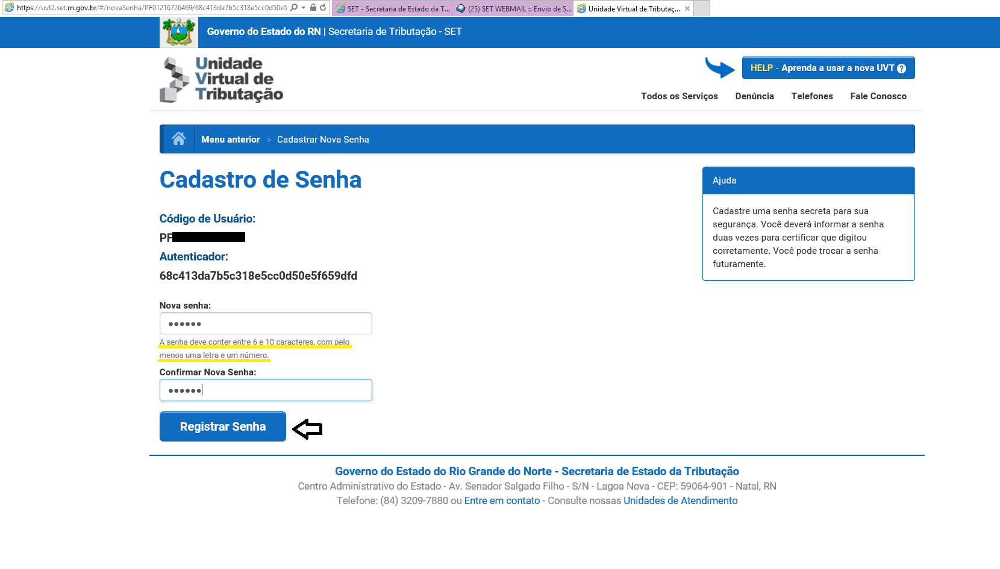 https://uvt2.set.rn.gov.br/#/novaSenha/PF01216726469/68c413da7b5c318e5cc0d50e5
SET - Secretaria de Estado da T...
(25) SET WEBMAIL :: Envio de S...
Unidade Virtual de Tributaç...
Governo do Estado do RN | Secretaria de Tributação - SET
Unidade
Virtual de
Tributação
HELP - Aprenda a usar a nova UVT ?
Todos os Serviços Denúncia Telefones Fale Conosco
Menu anterior > Cadastrar Nova Senha
Cadastro de Senha
Código de Usuário:
PF
Autenticador:
68c413da7b5c318e5cc0d50e5f659dfd
Nova senha:
••••••
A senha deve conter entre 6 e 10 caracteres, com pelo
menos uma letra e um número.
Confirmar Nova Senha:
••••••
Registrar Senha
Ajuda
Cadastre uma senha secreta para sua
segurança. Você deverá informar a senha
duas vezes para certificar que digitou
corretamente. Você pode trocar a senha
futuramente.
Governo do Estado do Rio Grande do Norte - Secretaria de Estado da Tributação
Centro Administrativo do Estado - Av. Senador Salgado Filho - S/N - Lagoa Nova - CEP: 59064-901 - Natal, RN
Telefone: (84) 3209-7880 ou Entre em contato - Consulte nossas Unidades de Atendimento